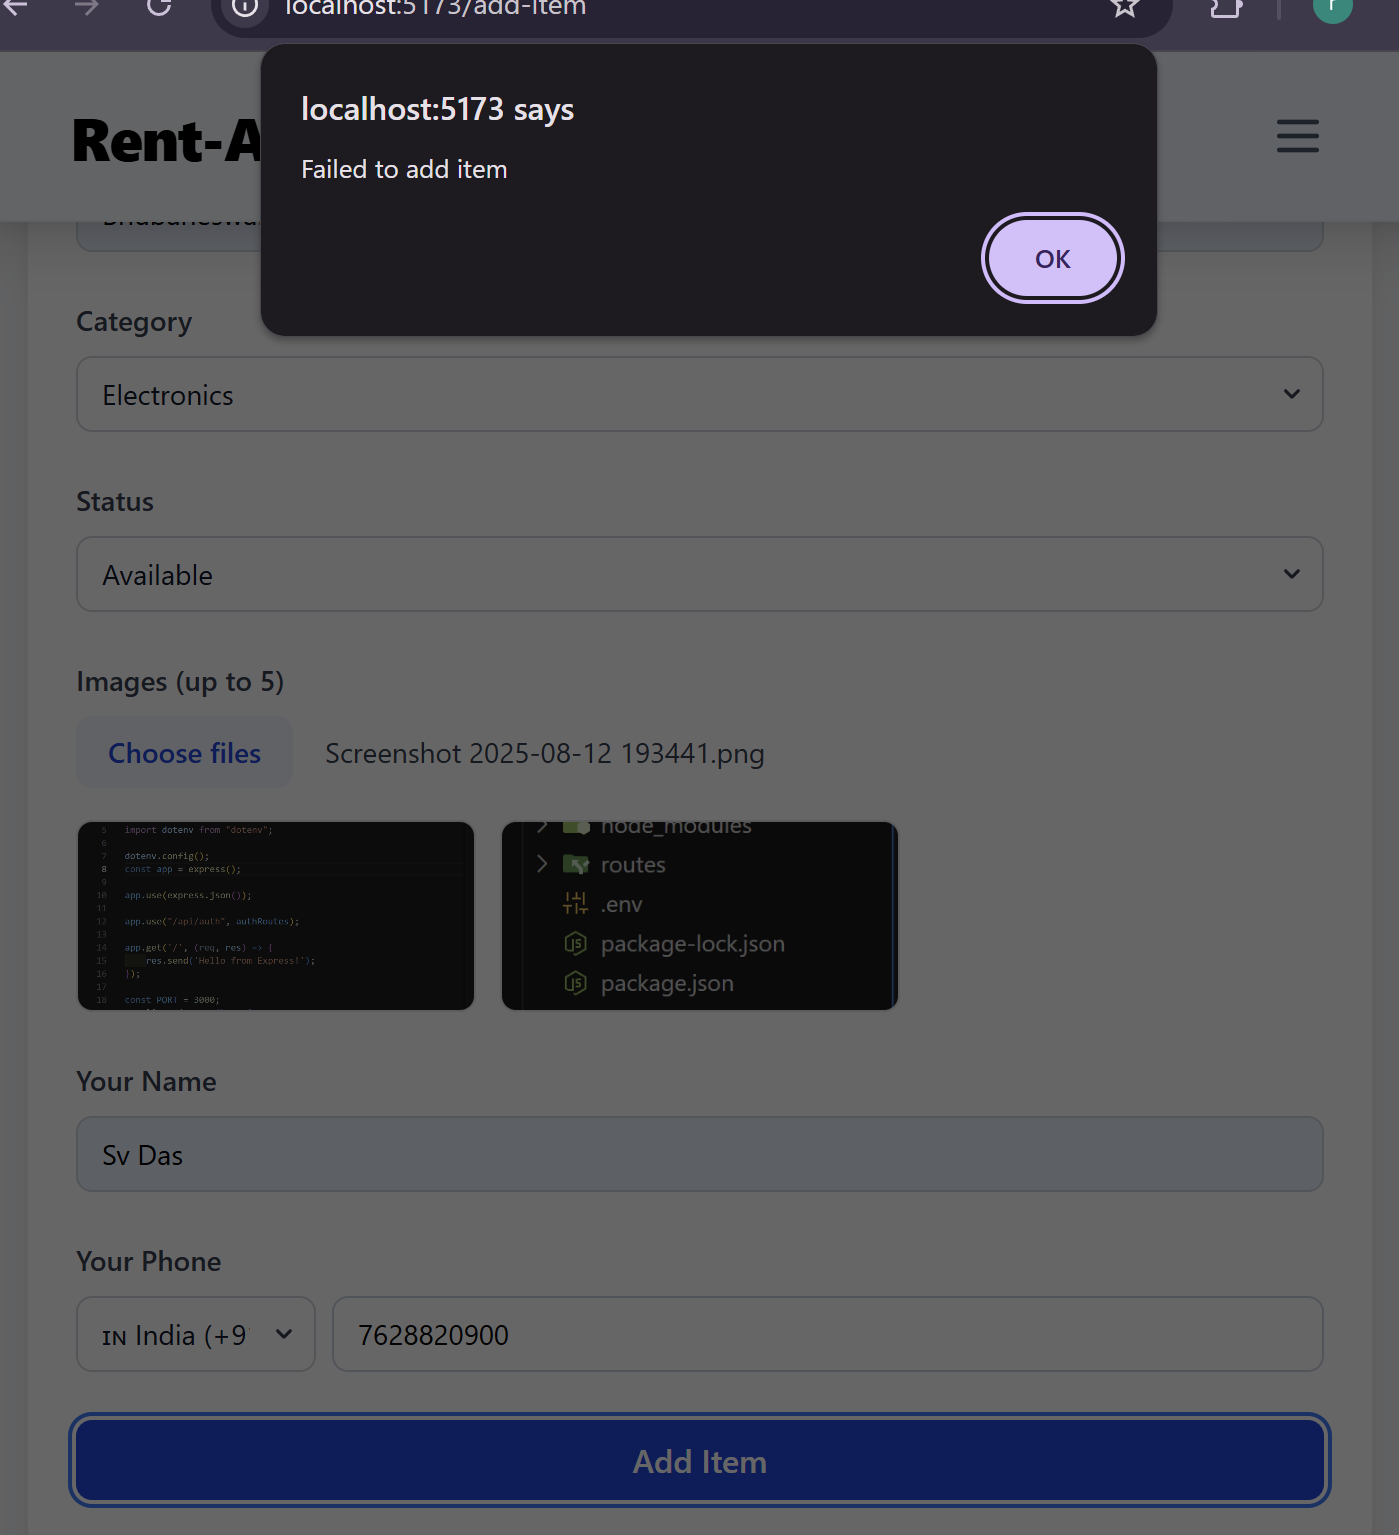 localhost:5173/add-item
r
localhost:5173 says
Failed to add item
OK
Rent-A
Category
Electronics
Status
Available
Images (up to 5)
Choose files
Screenshot 2025-08-12 193441.png
5 import dotenv from "dotenv";
6
7 dotenv.config();
8 const app = express();
9
10 app.use(express.json());
11
12 app.use("/api/auth", authRoutes);
13
14 app.get('/', (req, res) => {
15 res.send('Hello from Express!');
16 });
17
18 const PORT = 3000;
node_modules
routes
.env
package-lock.json
package.json
Your Name
Sv Das
Your Phone
IN India (+9
7628820900
Add Item